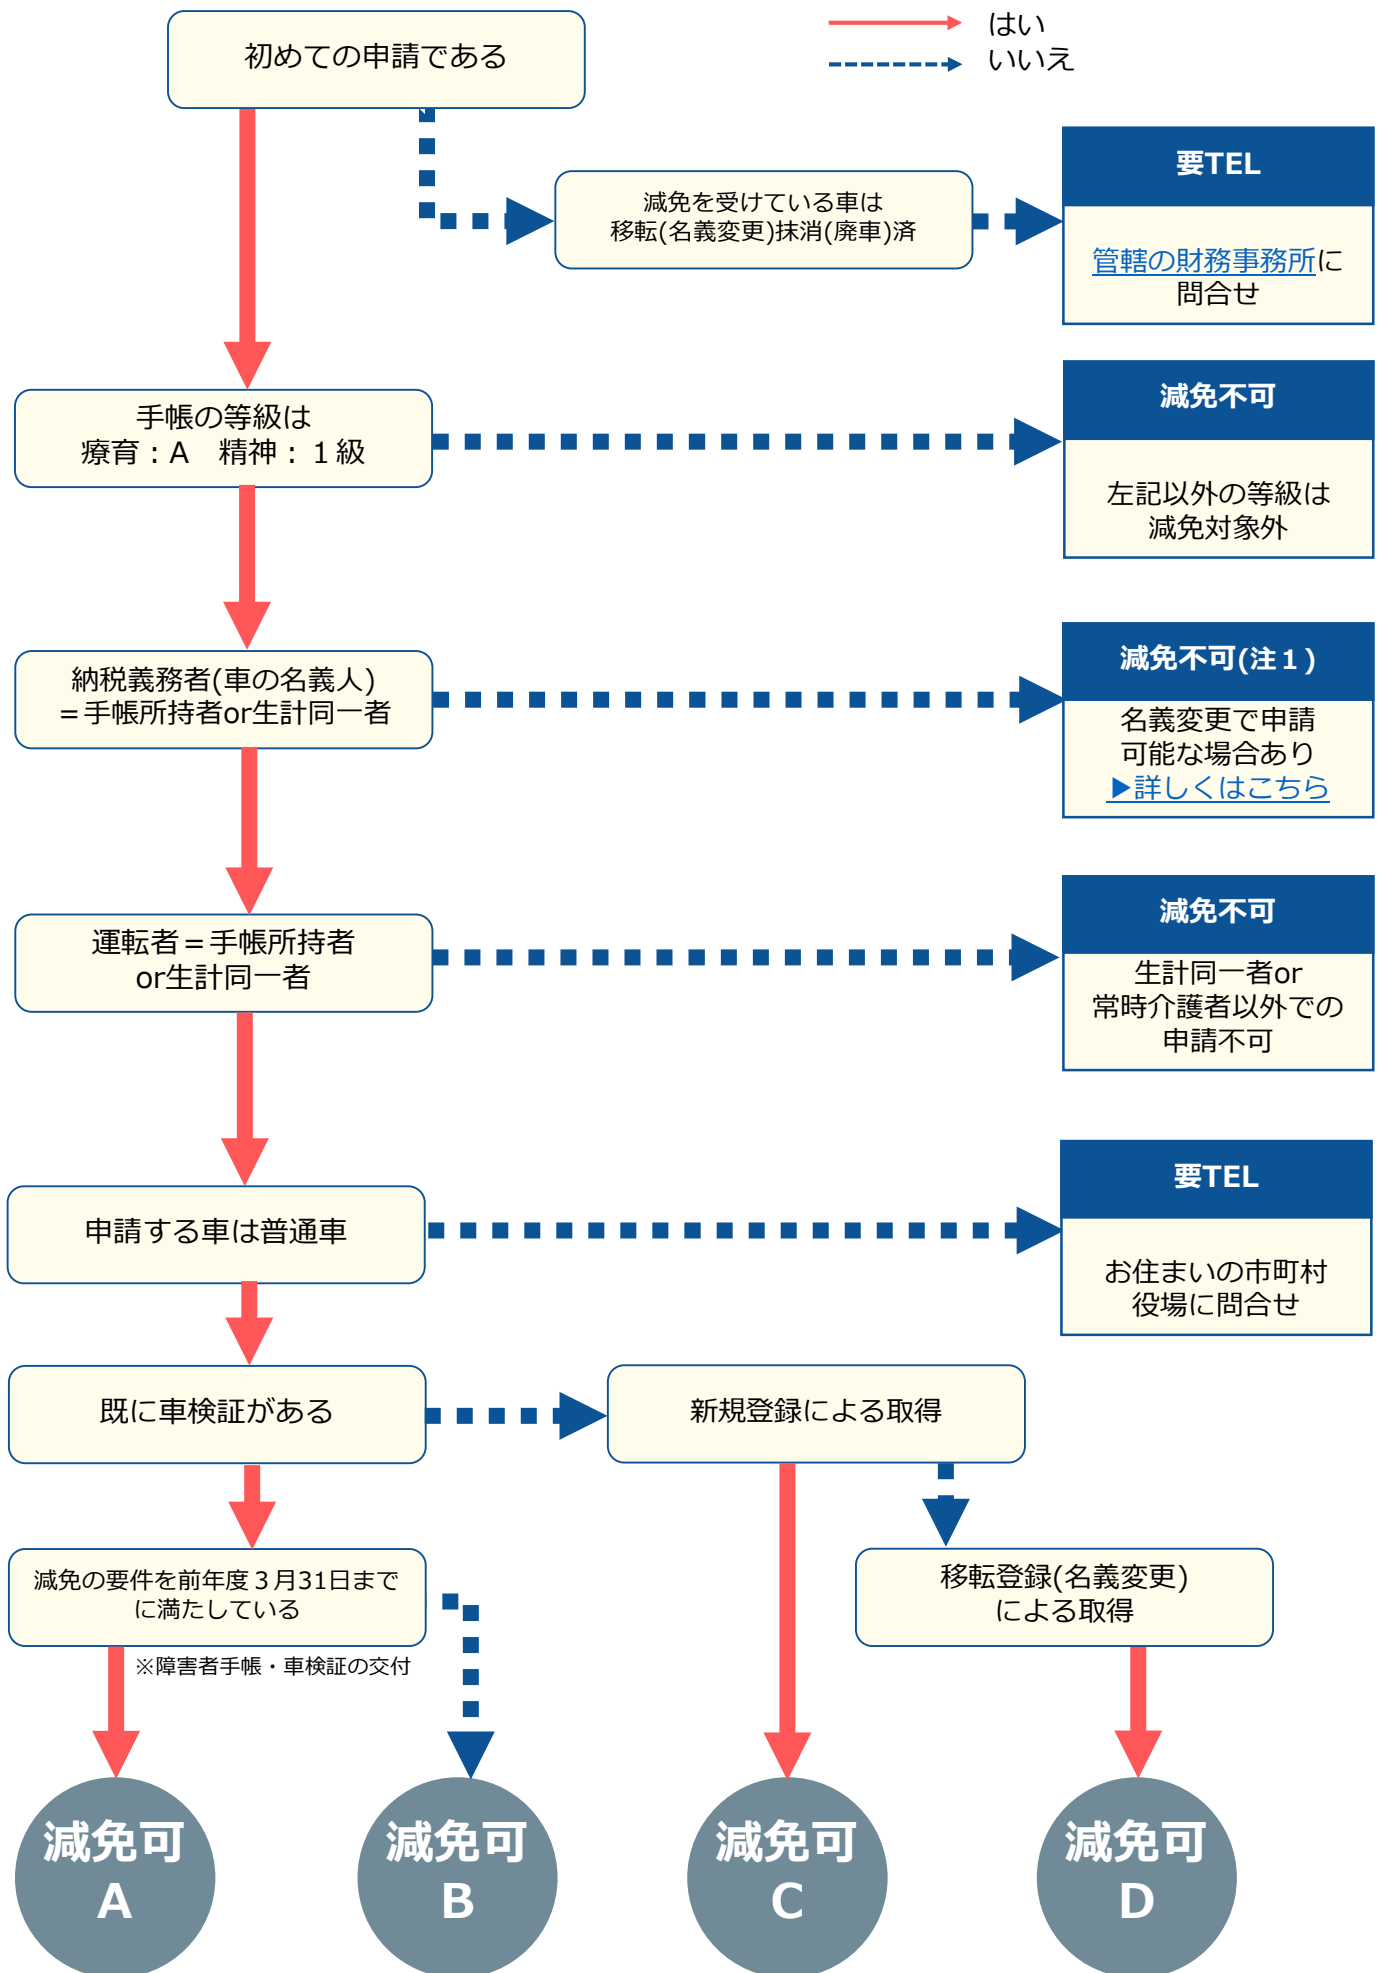 初めての申請である
はい
いいえ
減免を受けている車は
移転(名義変更)抹消(廃車)済
要TEL
管轄の財務事務所に
問合せ
手帳の等級は
療育：A　精神：１級
減免不可
左記以外の等級は
減免対象外
納税義務者(車の名義人)
＝手帳所持者or生計同一者
減免不可(注１)
名義変更で申請
可能な場合あり
▶詳しくはこちら
運転者＝手帳所持者
or生計同一者
減免不可
生計同一者or
常時介護者以外での
申請不可
申請する車は普通車
要TEL
お住まいの市町村
役場に問合せ
既に車検証がある
新規登録による取得
減免の要件を前年度３月31日まで
に満たしている
※障害者手帳・車検証の交付
移転登録(名義変更)
による取得
減免可
A
減免可
B
減免可
C
減免可
D